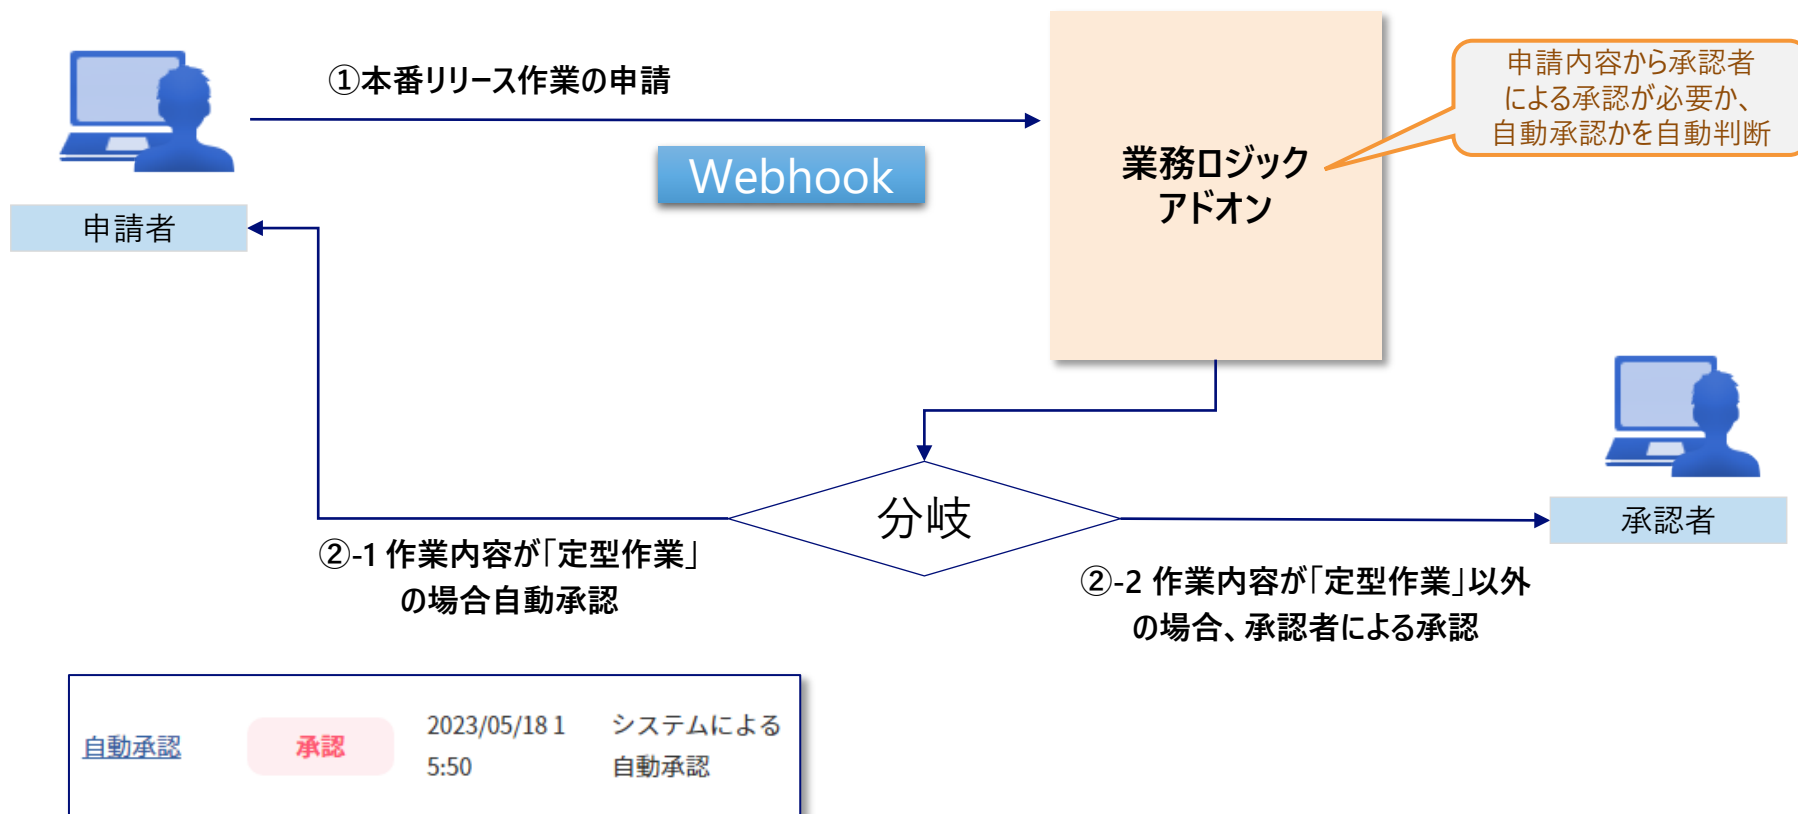 ①本番リリース作業の申請
Webhook
業務ロジック
アドオン
申請内容から承認者
による承認が必要か、
自動承認かを自動判断
申請者
分岐
承認者
②-1 作業内容が「定型作業」
の場合自動承認
②-2 作業内容が「定型作業」以外
の場合、承認者による承認
自動承認
承認
2023/05/18 1
5:50
システムによる
自動承認